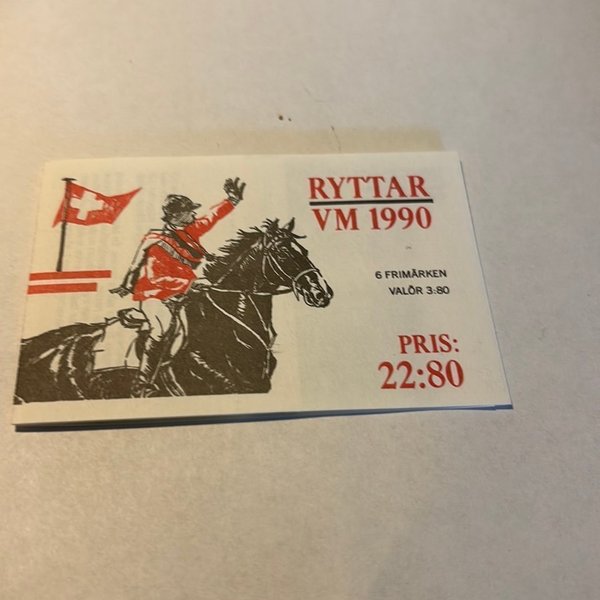 RYTTAR
VM 1990
6 FRIMÄRKEN
VALÖR 3:80
PRIS:
22:80